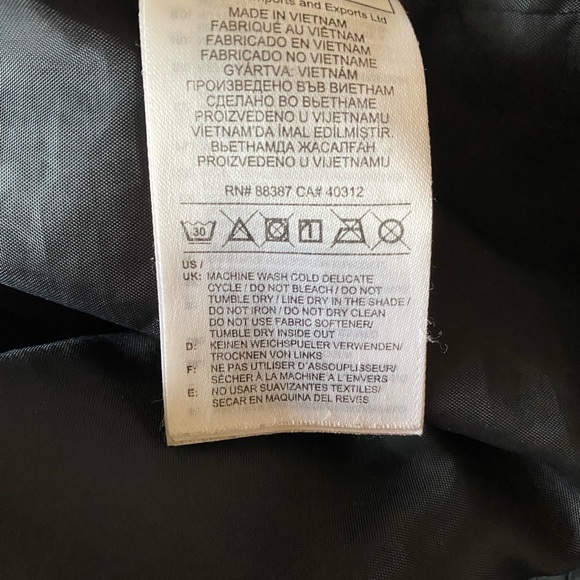 mports and Exports Ltd
MADE IN VIETNAM
FABRIQUÉ AU VIÊTNAM
FABRICADO EN VIETNAM
FABRICADO NO VIETNAME
GYÁRTVA: VIETNÁM
ПРОИЗВЕДЕНО ВЪВ ВИЕТНАМ
СДЕЛАНО ВО ВЬЕТНАМЕ
PROIZVEDENO U VIJETNAMU
VİETNAM'DA İMAL EDİLMİŞTİR.
ВЬЕТНАМДА ЖАСАЛҒАН
PROIZVEDENO U VIJETNAMU
RN# 88387 CA# 40312
30
US /
UK: MACHINE WASH COLD DELICATE
CYCLE / DO NOT BLEACH / DO NOT
TUMBLE DRY / LINE DRY IN THE SHADE /
DO NOT IRON / DO NOT DRY CLEAN
DO NOT USE FABRIC SOFTENER/
TUMBLE DRY INSIDE OUT
D: KEINEN WEICHSPUELER VERWENDEN/
TROCKNEN VON LINKS
F: NE PAS UTILISER D'ASSOUPLISSEUR/
SÉCHER À LA MACHINE A L'ENVERS
E: NO USAR SUAVIZANTES TEXTILES/
SECAR EN MAQUINA DEL REVES